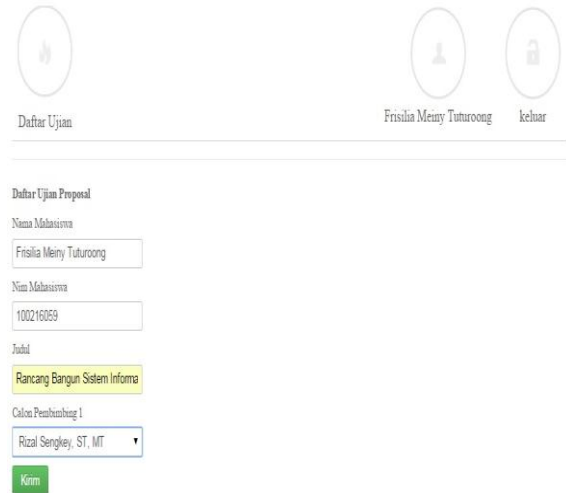 Daftar Ujian
Frisilia Meiny Tuturoong
keluar
Daftar Ujian Proposal
Nama Mahasiswa
Frisilia Meiny Tuturoong
Nim Mahasiswa
100216059
Judul
Rancang Bangun Sistem Informa
Calon Pembimbing 1
Rizal Sengkey, ST, MT
Kirim